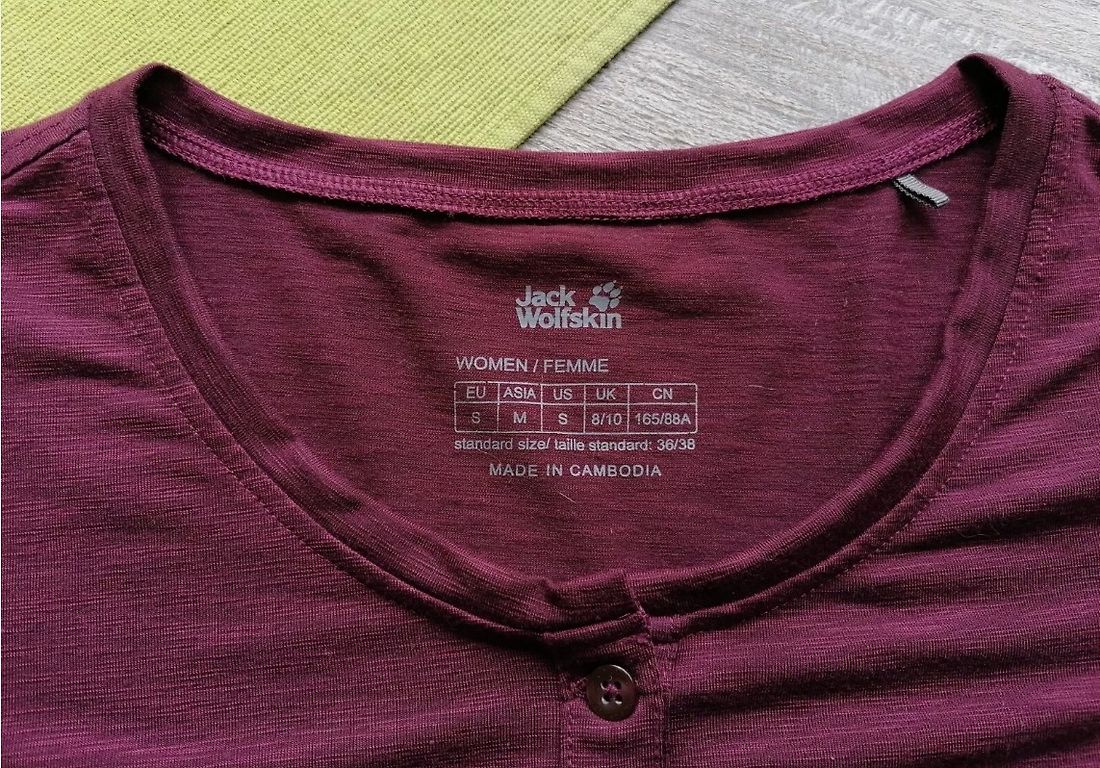 Jack
Wolfskin
WOMEN / FEMME
EU ASIA US UK CN
S M S 8/10 165/88A
standard size/ taille standard: 36/38
MADE IN CAMBODIA